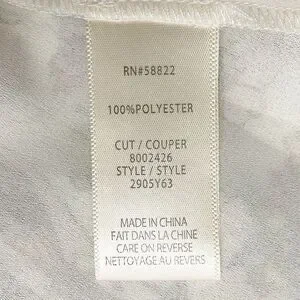 RN#58822
100%POLYESTER
CUT / COUPER
8002426
STYLE / STYLE
2905Y63
MADE IN CHINA
FAIT DANS LA CHINE
CARE ON REVERSE
NETTOYAGE AU REVERS